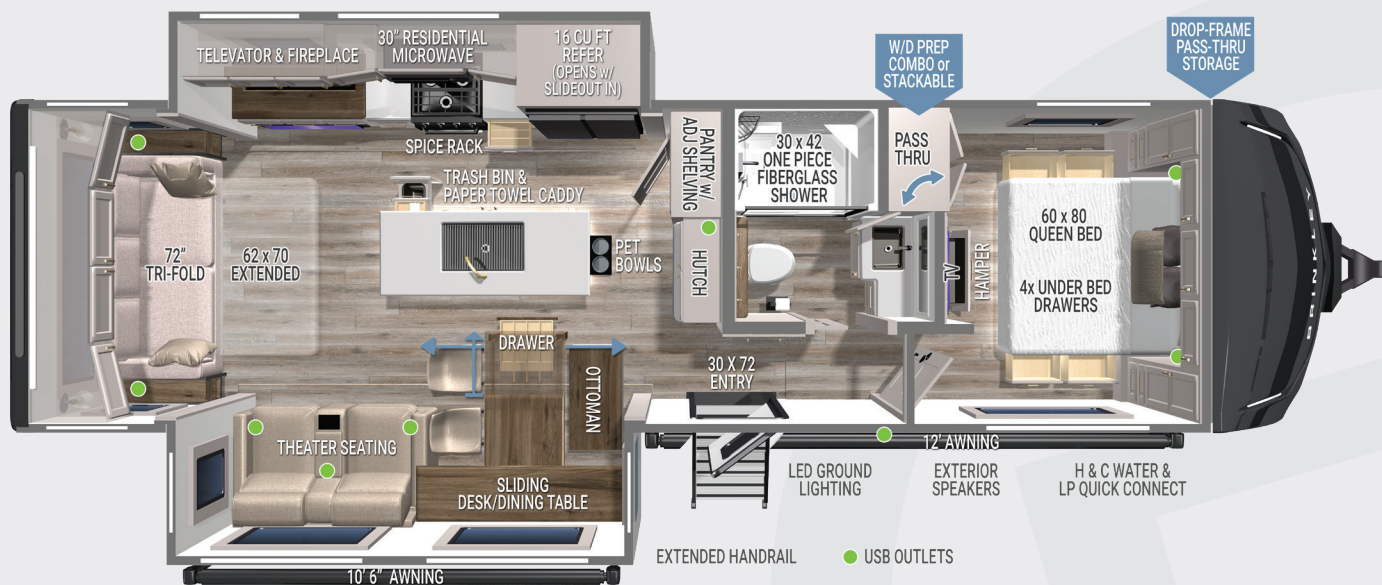 TELEVATOR & FIREPLACE
30" RESIDENTIAL
MICROWAVE
16 CU FT
REFER
(OPENS W/
SLIDEOUT IN)
W/D PREP
COMBO or
STACKABLE
DROP-FRAME
PASS-THRU
STORAGE
SPICE RACK
TRASH BIN &
PAPER TOWEL CADDY
PANTRY w/
ADJ SHELVING
30 x 42
ONE PIECE
FIBERGLASS
SHOWER
PASS
THRU
72"
TRI-FOLD
62 x 70
EXTENDED
PET
BOWLS
HUTCH
TV
HAMPER
60 x 80
QUEEN BED
4x UNDER BED
DRAWERS
BRINKLEY
DRAWER
OTTOMAN
30 X 72
ENTRY
THEATER SEATING
SLIDING
DESK/DINING TABLE
12' AWNING
LED GROUND
LIGHTING
EXTERIOR
SPEAKERS
H & C WATER &
LP QUICK CONNECT
EXTENDED HANDRAIL
USB OUTLETS
10' 6" AWNING